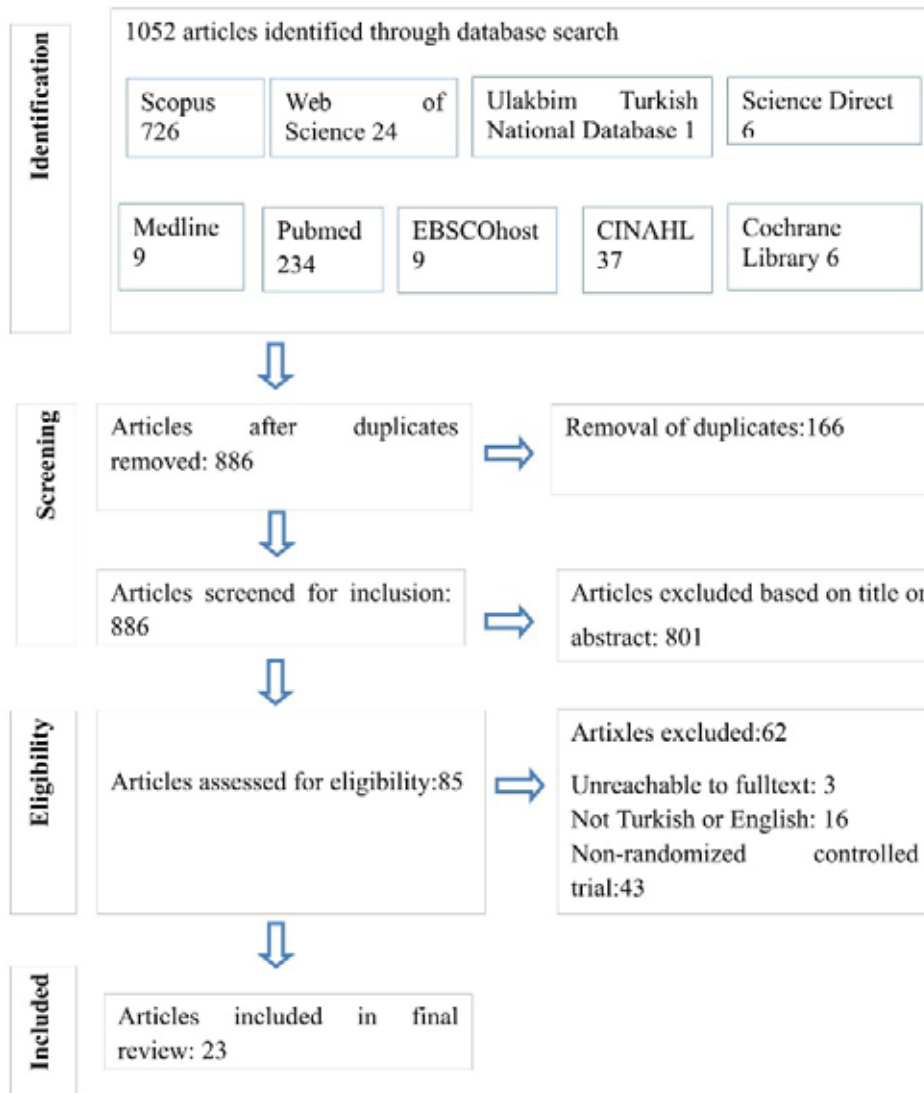 Identification
1052 articles identified through database search
Scopus
726
Web of
Science 24
Ulakbim Turkish
National Database 1
Science Direct
6
Medline
9
Pubmed
234
EBSCOhost
9
CINAHL
37
Cochrane
Library 6
Screening
Articles after duplicates
removed: 886
Removal of duplicates:166
Articles screened for inclusion:
886
Articles excluded based on title or
abstract: 801
Eligibility
Articles assessed for eligibility:85
Artixles excluded:62
Unreachable to fulltext: 3
Not Turkish or English: 16
Non-randomized controlled
trial:43
Included
Articles included in final
review: 23